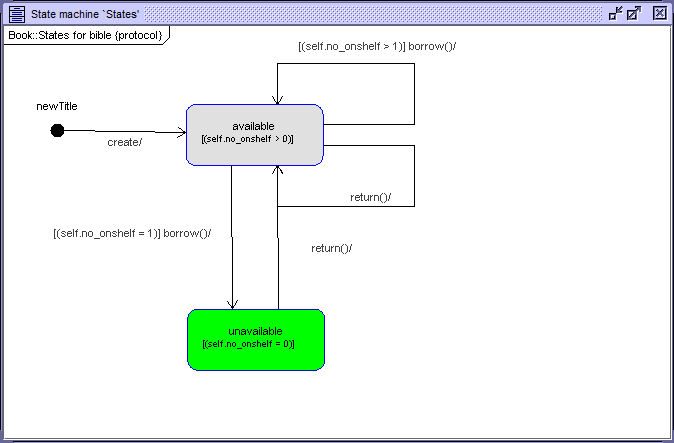 State machine `States'
Book::States for bible {protocol}
[(self.no_onshelf > 1)] borrow()/
newTitle
available
[(self.no_onshelf > 0)]
create/
return()/
[(self.no_onshelf = 1)] borrow()/
return()/
unavailable
[(self.no_onshelf = 0)]